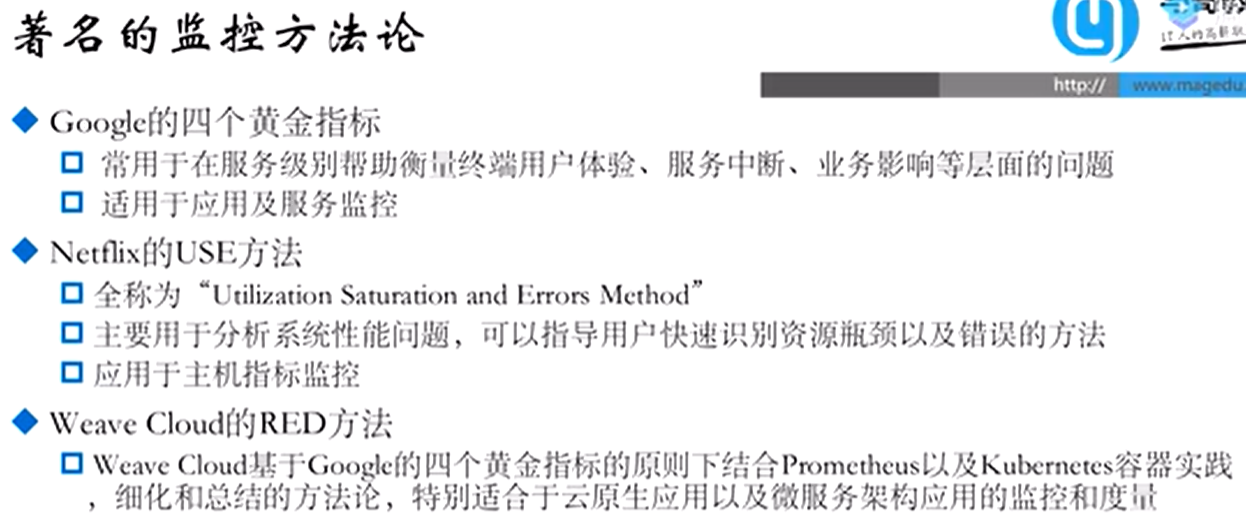 著名的监控方法论
IT人的高薪职
http://
www.magedu.
Google的四个黄金指标
常用于在服务级别帮助衡量终端用户体验、服务中断、业务影响等层面的问题
适用于应用及服务监控
Netflix的USE方法
全称为“Utilization Saturation and Errors Method”
主要用于分析系统性能问题，可以指导用户快速识别资源瓶颈以及错误的方法
应用于主机指标监控
Weave Cloud的RED方法
Weave Cloud基于Google的四个黄金指标的原则下结合Prometheus以及Kubernetes容器实践
，细化和总结的方法论，特别适合于云原生应用以及微服务架构应用的监控和度量